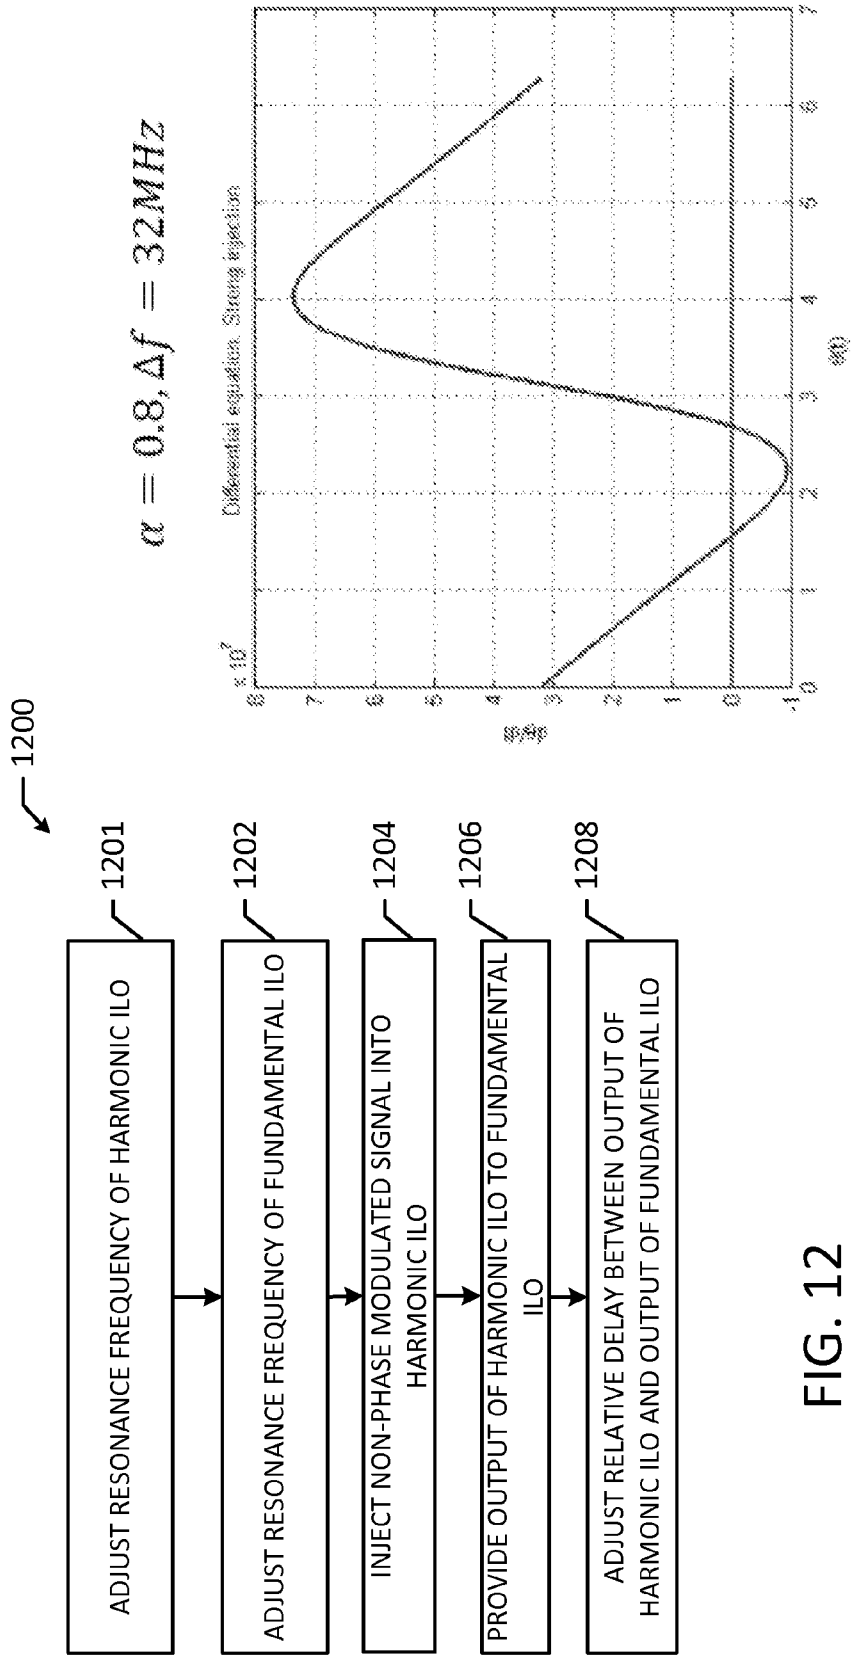 1200
ADJUST RESONANCE FREQUENCY OF HARMONIC ILO
1201
ADJUST RESONANCE FREQUENCY OF FUNDAMENTAL ILO
1202
INJECT NON-PHASE MODULATED SIGNAL INTO
HARMONIC ILO
1204
PROVIDE OUTPUT OF HARMONIC ILO TO FUNDAMENTAL
ILO
1206
ADJUST RELATIVE DELAY BETWEEN OUTPUT OF
HARMONIC ILO AND OUTPUT OF FUNDAMENTAL ILO
1208
α = 0.8, Δf = 32MHz
Differential equation. Strong injection
× 10⁷
8
7
6
5
4
3
2
1
0
-1
0
1
2
3
4
5
6
7
FIG. 12